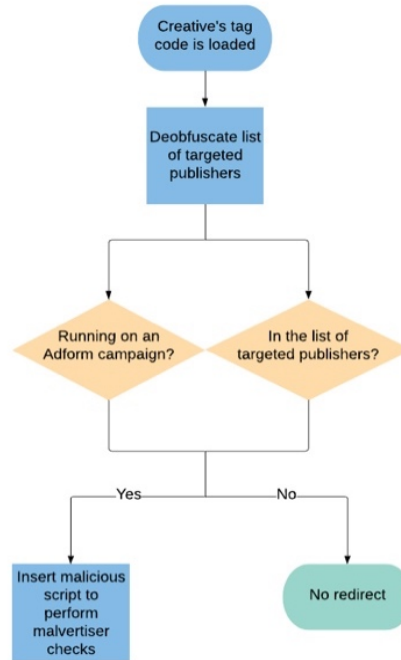 Creative's tag
code is loaded
Deobfuscate list
of targeted
publishers
Running on an
Adform campaign?
In the list of
targeted publishers?
Yes
No
Insert malicious
script to
perform
malvertiser
checks
No redirect